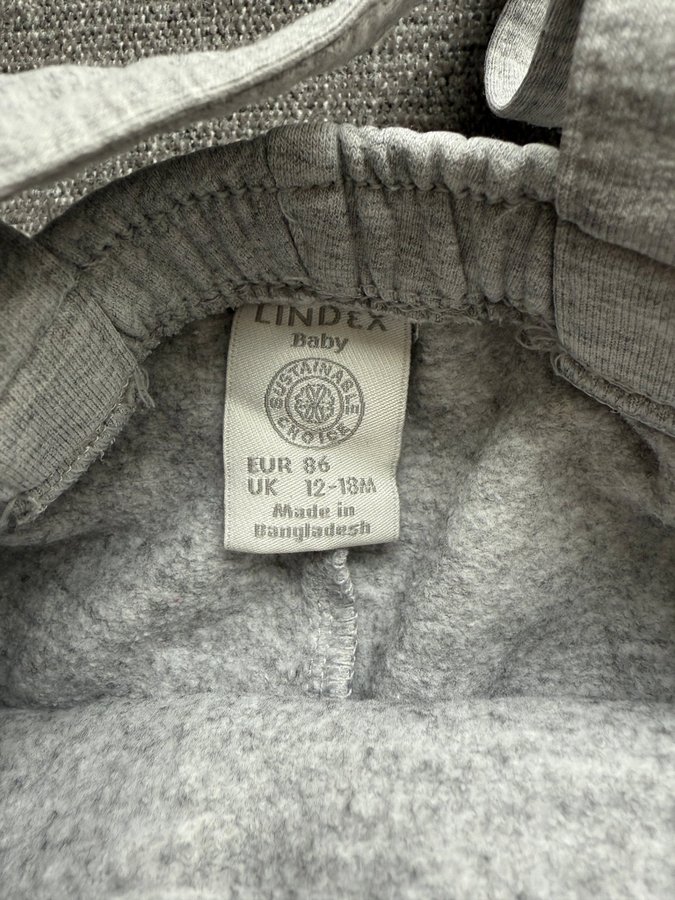 LINDEX
Baby
SUSTAINABLE
CHOICE
EUR 86
UK 12-18M
Made in
Bangladesh